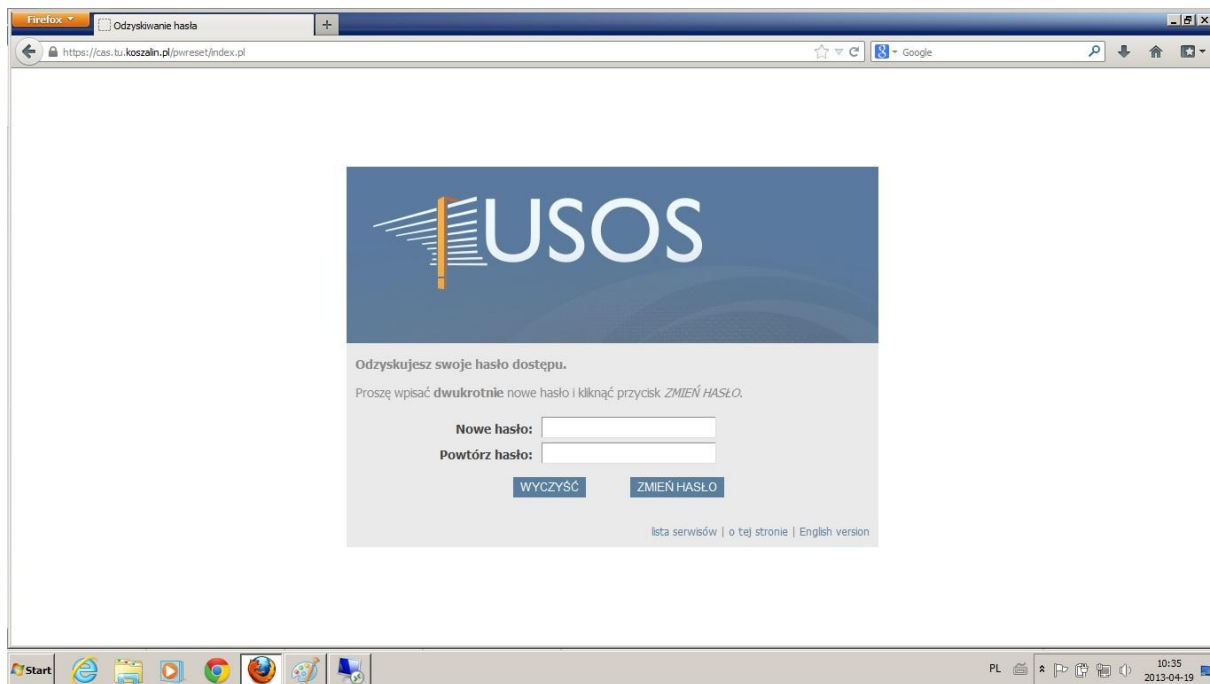 Firefox
Odzyskiwanie hasła
https://cas.tu.koszalin.pl/pwreset/index.pl
Google
USOS
Odzyskujesz swoje hasło dostępu.
Proszę wpisać dwukrotnie nowe hasło i kliknąć przycisk ZMIEŃ HASŁO.
Nowe hasło:
Powtórz hasło:
WYCZYŚĆ ZMIEŃ HASŁO
lista serwisów | o tej stronie | English version
Start
PL
10:35
2013-04-19